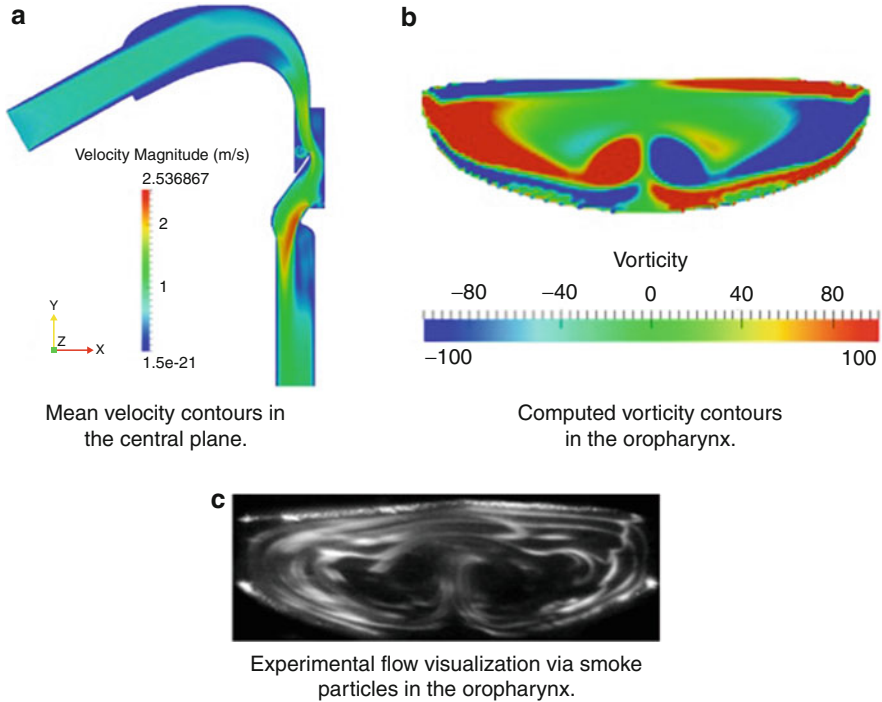 a
Velocity Magnitude (m/s)
2.536867
2
1
1.5e-21
Y
Z
X
Mean velocity contours in
the central plane.
b
Vorticity
−80 −40 0 40 80
−100 100
Computed vorticity contours
in the oropharynx.
c
Experimental flow visualization via smoke
particles in the oropharynx.